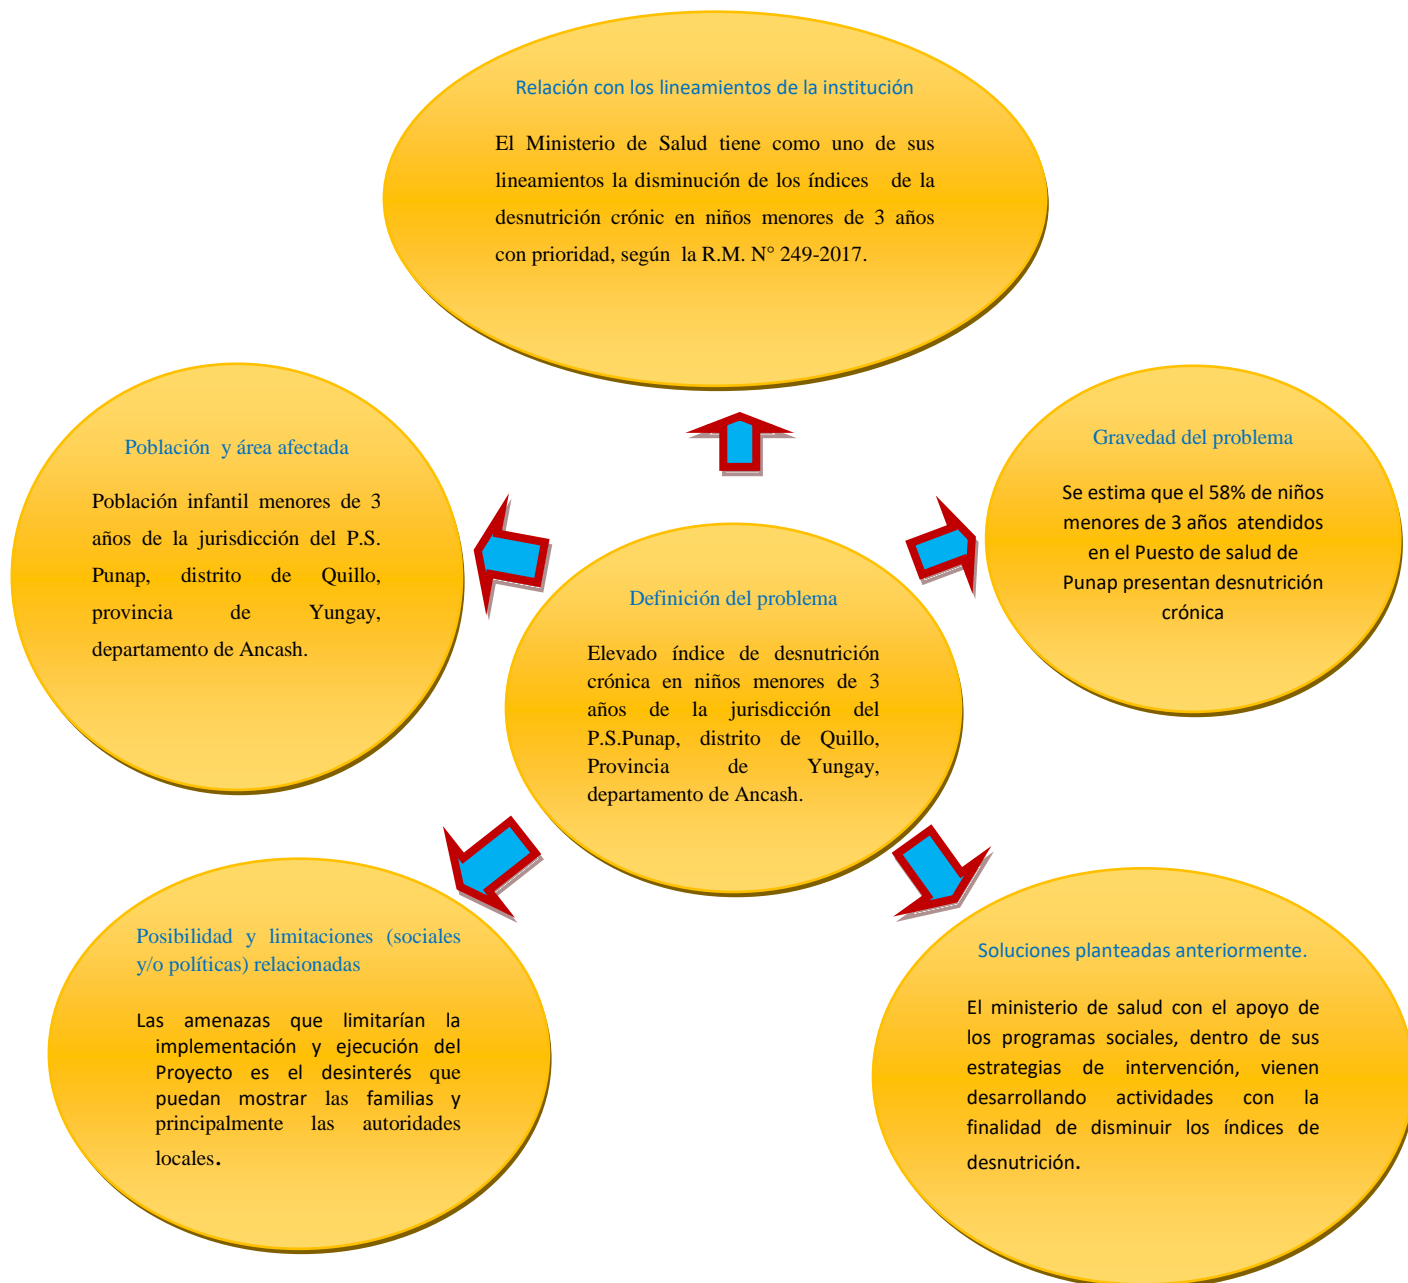 Relación con los lineamientos de la institución
El Ministerio de Salud tiene como uno de sus
lineamientos la disminución de los índices de la
desnutrición crónic en niños menores de 3 años
con prioridad, según la R.M. N° 249-2017.
Población y área afectada
Población infantil menores de 3
años de la jurisdicción del P.S.
Punap, distrito de Quillo,
provincia de Yungay,
departamento de Ancash.
Gravedad del problema
Se estima que el 58% de niños
menores de 3 años atendidos
en el Puesto de salud de
Punap presentan desnutrición
crónica
Definición del problema
Elevado índice de desnutrición
crónica en niños menores de 3
años de la jurisdicción del
P.S.Punap, distrito de Quillo,
Provincia de Yungay,
departamento de Ancash.
Posibilidad y limitaciones (sociales
y/o políticas) relacionadas
Las amenazas que limitarían la
implementación y ejecución del
Proyecto es el desinterés que
puedan mostrar las familias y
principalmente las autoridades
locales.
Soluciones planteadas anteriormente.
El ministerio de salud con el apoyo de
los programas sociales, dentro de sus
estrategias de intervención, vienen
desarrollando actividades con la
finalidad de disminuir los índices de
desnutrición.